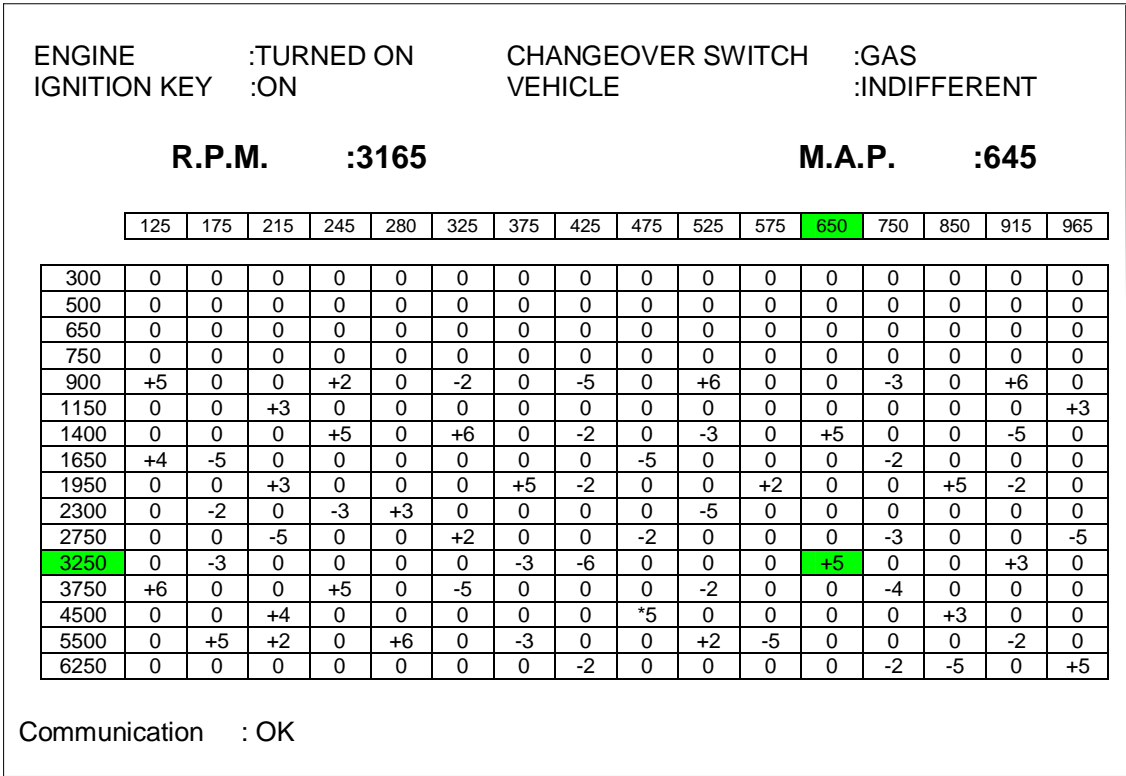 ENGINE :TURNED ON CHANGEOVER SWITCH :GAS
IGNITION KEY :ON VEHICLE :INDIFFERENT
R.P.M. :3165 M.A.P. :645
125 175 215 245 280 325 375 425 475 525 575 650 750 850 915 965
300 0 0 0 0 0 0 0 0 0 0 0 0 0 0 0 0
500 0 0 0 0 0 0 0 0 0 0 0 0 0 0 0 0
650 0 0 0 0 0 0 0 0 0 0 0 0 0 0 0 0
750 0 0 0 0 0 0 0 0 0 0 0 0 0 0 0 0
900 +5 0 0 +2 0 -2 0 -5 0 +6 0 0 -3 0 +6 0
1150 0 0 +3 0 0 0 0 0 0 0 0 0 0 0 0 +3
1400 0 0 0 +5 0 +6 0 -2 0 -3 0 +5 0 0 -5 0
1650 +4 -5 0 0 0 0 0 0 -5 0 0 0 -2 0 0 0
1950 0 0 +3 0 0 0 +5 -2 0 0 +2 0 0 +5 -2 0
2300 0 -2 0 -3 +3 0 0 0 0 -5 0 0 0 0 0 0
2750 0 0 -5 0 0 +2 0 0 -2 0 0 0 -3 0 0 -5
3250 0 -3 0 0 0 0 -3 -6 0 0 0 +5 0 0 +3 0
3750 +6 0 0 +5 0 -5 0 0 0 -2 0 0 -4 0 0 0
4500 0 0 +4 0 0 0 0 0 *5 0 0 0 0 +3 0 0
5500 0 +5 +2 0 +6 0 -3 0 0 +2 -5 0 0 0 -2 0
6250 0 0 0 0 0 0 0 -2 0 0 0 0 -2 -5 0 +5
Communication : OK